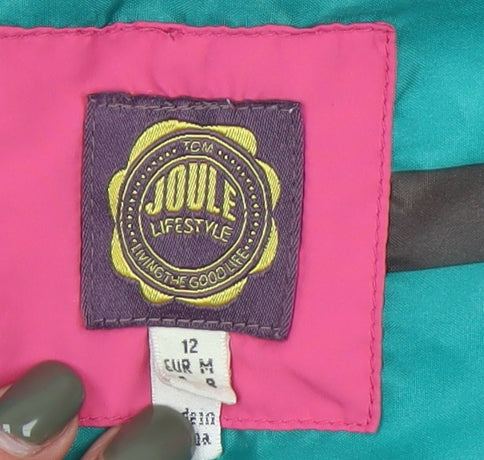 TOM
JOULE
LIFESTYLE
LIVING THE GOOD LIFE
12
EUR M